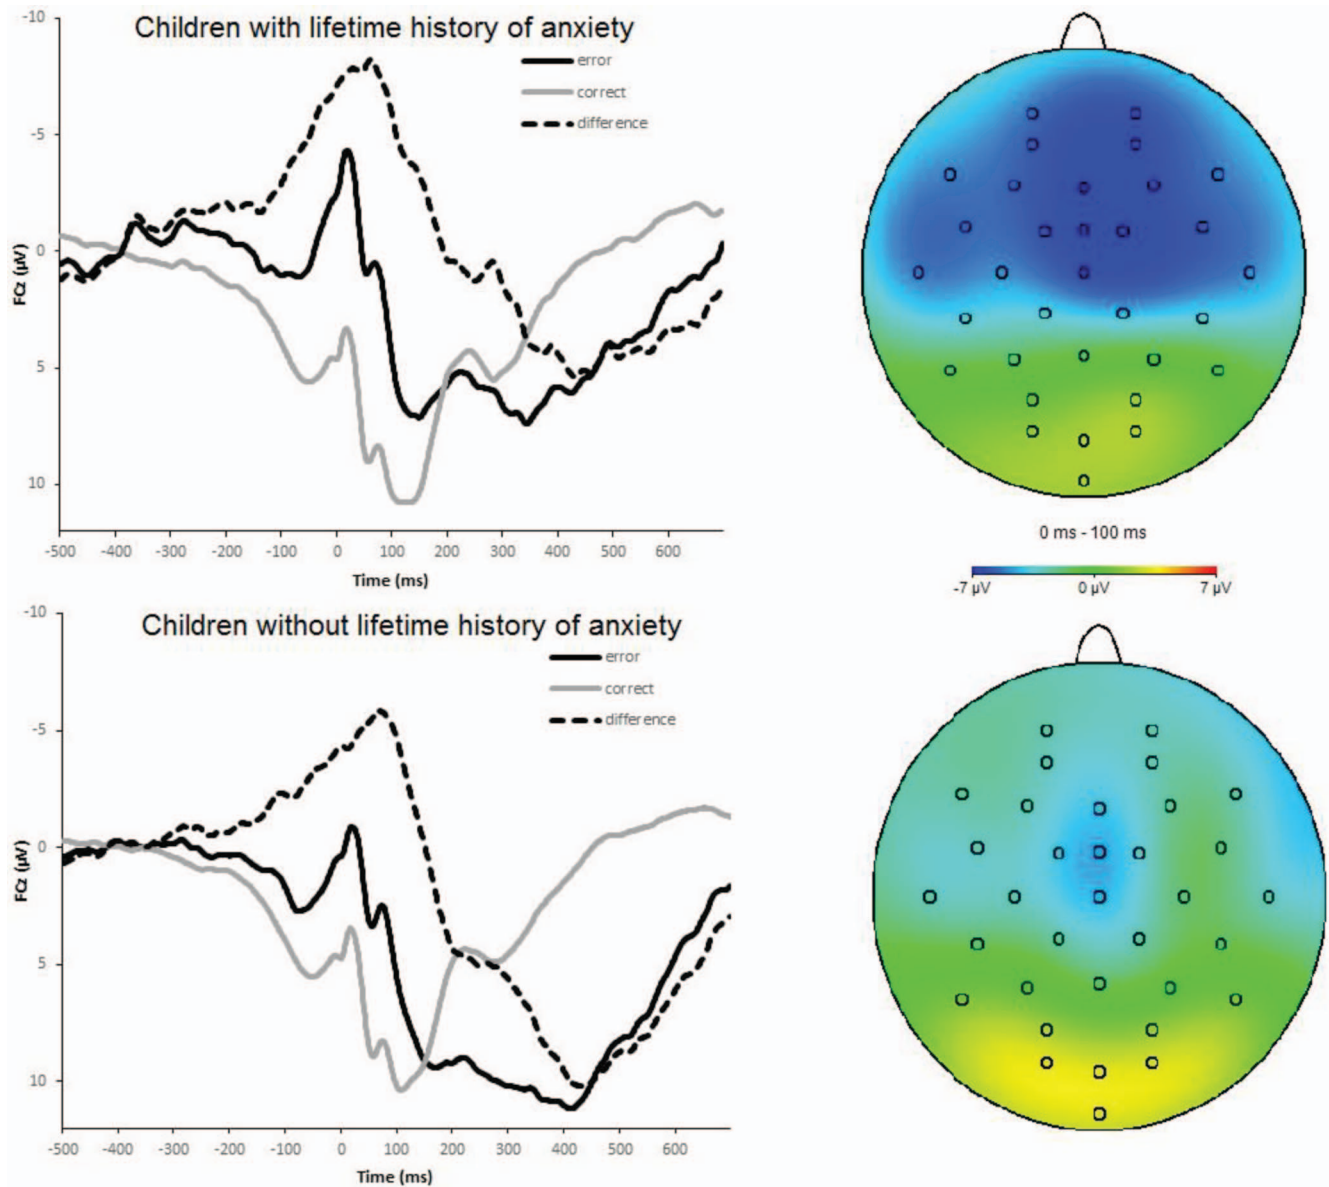 Children with lifetime history of anxiety
error
correct
difference
-10
-5
0
5
10
FCz (µV)
-500 -400 -300 -200 -100 0 100 200 300 400 500 600
Time (ms)
0 ms - 100 ms
-7 µV 0 µV 7 µV
Children without lifetime history of anxiety
error
correct
difference
-10
-5
0
5
10
FCz (µV)
-500 -400 -300 -200 -100 0 100 200 300 400 500 600
Time (ms)